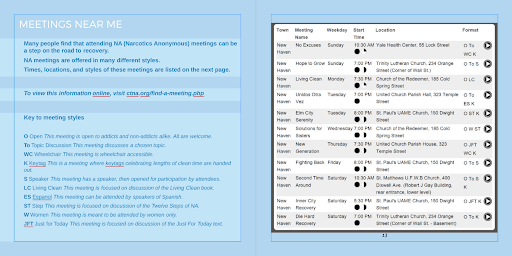 MEETINGS NEAR ME
Many people find that attending NA (Narcotics Anonymous) meetings can be
a step on the road to recovery.
NA meetings are offered in many different styles.
Times, locations, and styles of these meetings are listed on the next page.
To view this information online, visit ctna.org/find-a-meeting.php
Key to meeting styles
O Open This meeting is open to addicts and non-addicts alike. All are welcome.
To Topic Discussion This meeting discusses a chosen topic.
WC Wheelchair This meeting is wheelchair accessible.
K Keytag This is a meeting where keytags celebrating lengths of clean time are handed
out.
S Speaker This meeting has a speaker, then opened for participation by attendees.
LC Living Clean This meeting is focused on discussion of the Living Clean book.
ES Espanol This meeting can be attended by speakers of Spanish.
ST Step This meeting is focused on discussion of the Twelve Steps of NA.
W Women This meeting is meant to be attended by women only.
JFT Just for Today This meeting is focused on discussion of the Just For Today text.
Town Meeting Name Weekday Start Time Location Format
New Haven No Excuses Sunday 10:30 AM Yale Health Center, 55 Lock Street O To WC K
New Haven Hope to Grow Sunday 7:00 PM Trinity Lutheran Church, 234 Orange Street (Corner of Wall St.) O To S
New Haven Living Clean Monday 7:30 PM Church of the Redeemer, 185 Cold Spring Street O LC
New Haven Unidos Otra Vez Tuesday 7:00 PM United Church Parish Hall, 323 Temple Street O To ES K
New Haven Elm City Serenity Tuesday 8:00 PM St. Paul's UAME Church, 150 Dwight Street O ST K
New Haven Solutions for Sisters Wednesday 7:00 PM Church of the Redeemer, 185 Cold Spring Street O W ST
New Haven New Generation Thursday 7:30 PM United Church Parish House, 323 Temple Street O JFT WC K
New Haven Fighting Back Friday 8:00 PM St. Paul's UAME Church, 150 Dwight Street O To S K
New Haven Second Time Around Saturday 10:30 AM St. Matthews U.F.W.B Church, 400 Dixwell Ave. (Robert J Gay Building, rear entrance, lower level) O To S K
New Haven Inner City Recovery Saturday 5:30 PM St. Paul's UAME Church, 150 Dwight Street O JFT K
New Haven Die Hard Recovery Saturday 7:00 PM Trinity Lutheran Church, 234 Orange Street (Corner of Wall St. - Basement) O To K
13